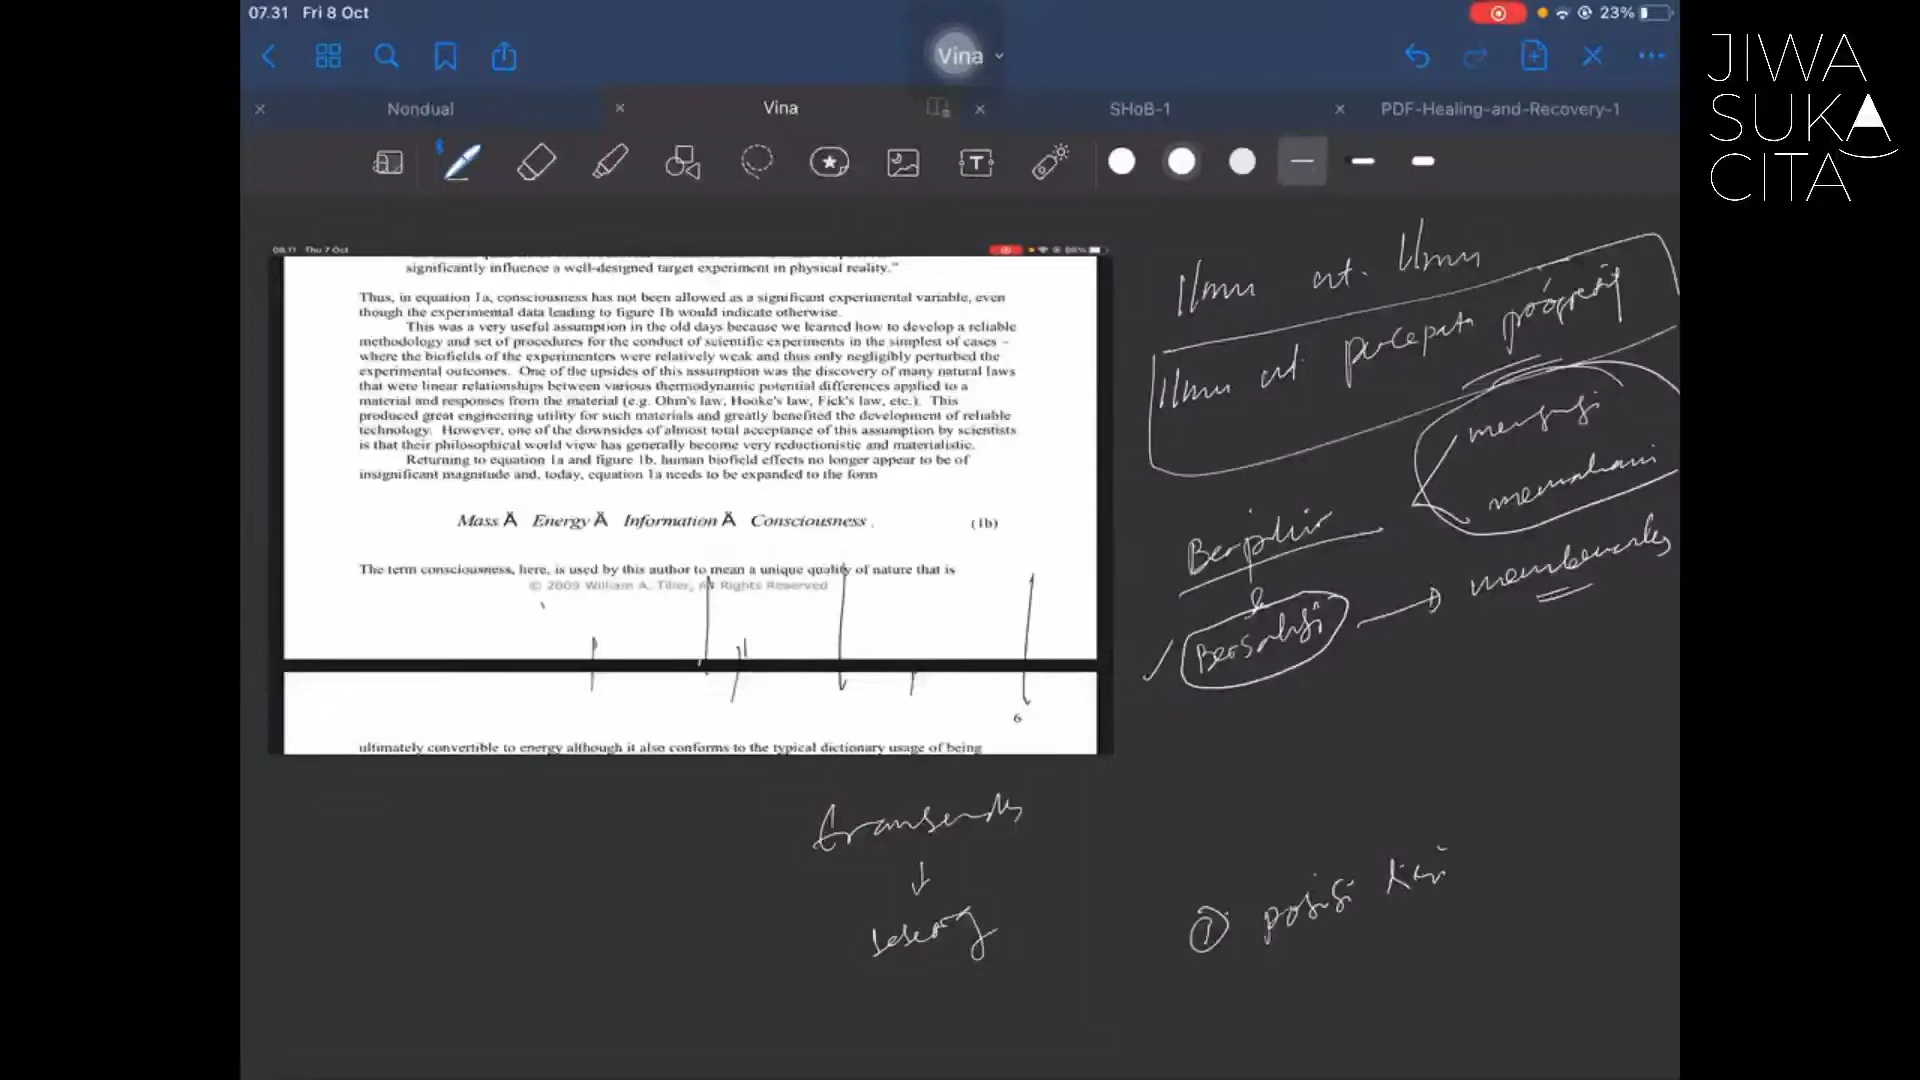 07.31 Fri 8 Oct
23%
JIWA
SUKA
CITA
Vina
Nondual
Vina
SHoB-1
PDF-Healing-and-Recovery-1
08.11 Thu 7 Oct
significantly influence a well-designed target experiment in physical reality."
Thus, in equation 1a, consciousness has not been allowed as a significant experimental variable, even
though the experimental data leading to figure 1b would indicate otherwise.
This was a very useful assumption in the old days because we learned how to develop a reliable
methodology and set of procedures for the conduct of scientific experiments in the simplest of cases –
where the biofields of the experimenters were relatively weak and thus only negligibly perturbed the
experimental outcomes. One of the upsides of this assumption was the discovery of many natural laws
that were linear relationships between various thermodynamic potential differences applied to a
material and responses from the material (e.g. Ohm's law, Hooke's law, Fick's law, etc.). This
produced great engineering utility for such materials and greatly benefited the development of reliable
technology. However, one of the downsides of almost total acceptance of this assumption by scientists
is that their philosophical world view has generally become very reductionistic and materialistic.
Returning to equation 1a and figure 1b, human biofield effects no longer appear to be of
insignificant magnitude and, today, equation 1a needs to be expanded to the form
Mass Ä Energy Ä Information Ä Consciousness . (1b)
The term consciousness, here, is used by this author to mean a unique quality of nature that is
© 2009 William A. Tiller, All Rights Reserved
6
ultimately convertible to energy although it also conforms to the typical dictionary usage of being
Ilmu ut. Ilmu
Ilmu ut
memahami
Berpikir
&
①
posisi